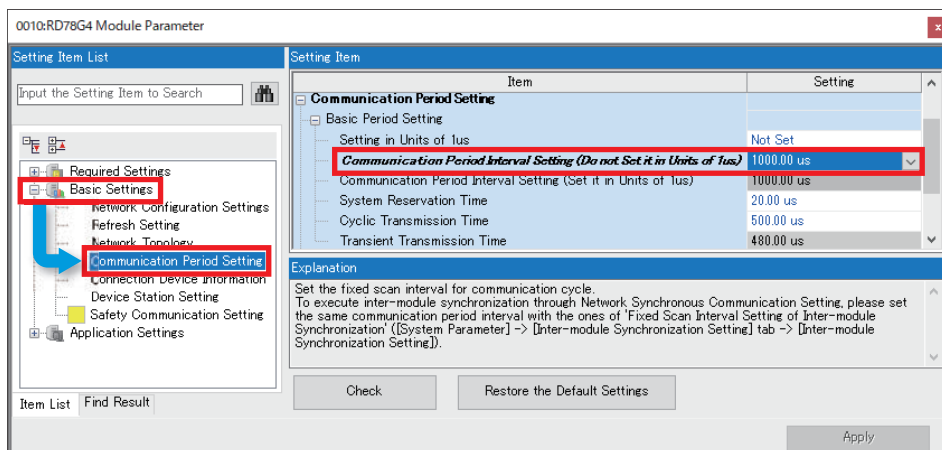 0010:RD78G4 Module Parameter
x
Setting Item List
Input the Setting Item to Search
Required Settings
Basic Settings
Network Configuration Settings
Refresh Setting
Network Topology
Communication Period Setting
Connection Device Information
Device Station Setting
Safety Communication Setting
Application Settings
Item List Find Result
Setting Item
Item Setting
Communication Period Setting
Basic Period Setting
Setting in Units of 1us Not Set
Communication Period Interval Setting (Do not Set it in Units of 1us) 1000.00 us
Communication Period Interval Setting (Set it in Units of 1us) 1000.00 us
System Reservation Time 20.00 us
Cyclic Transmission Time 500.00 us
Transient Transmission Time 480.00 us
Explanation
Set the fixed scan interval for communication cycle.
To execute inter-module synchronization through Network Synchronous Communication Setting, please set
the same communication period interval with the ones of 'Fixed Scan Interval Setting of Inter-module
Synchronization' ([System Parameter] -> [Inter-module Synchronization Setting] tab -> [Inter-module
Synchronization Setting]).
Check Restore the Default Settings
Apply